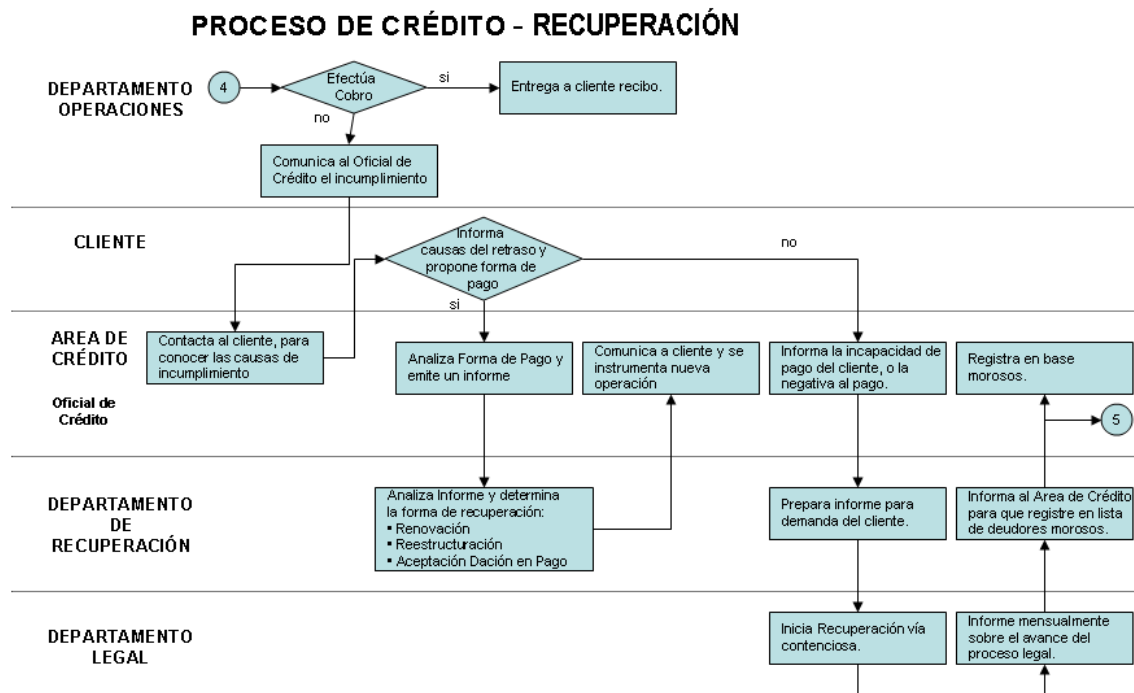 PROCESO DE CRÉDITO - RECUPERACIÓN
DEPARTAMENTO
OPERACIONES
4
Efectúa
Cobro
si
Entrega a cliente recibo.
no
Comunica al Oficial de
Crédito el incumplimiento
CLIENTE
Informa
causas del retraso y
propone forma de
pago
no
si
AREA DE
CRÉDITO
Oficial de
Crédito
Contacta al cliente, para
conocer las causas de
incumplimiento
Analiza Forma de Pago y
emite un informe
Comunica a cliente y se
instrumenta nueva
operación
Informa la incapacidad de
pago del cliente, o la
negativa al pago.
Registra en base
morosos.
5
DEPARTAMENTO
DE
RECUPERACIÓN
Analiza Informe y determina
la forma de recuperación:
▪ Renovación
▪ Reestructuración
▪ Aceptación Dación en Pago
Prepara informe para
demanda del cliente.
Informa al Area de Crédito
para que registre en lista
de deudores morosos.
DEPARTAMENTO
LEGAL
Inicia Recuperación vía
contenciosa.
Informe mensualmente
sobre el avance del
proceso legal.